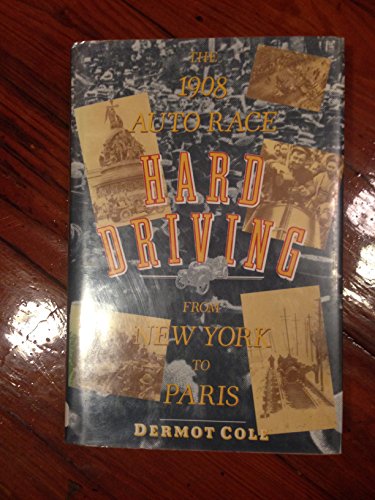 THE
1908
AUTO RACE
HARD
DRIVING
FROM
NEW YORK
TO
PARIS
DERMOT COLE